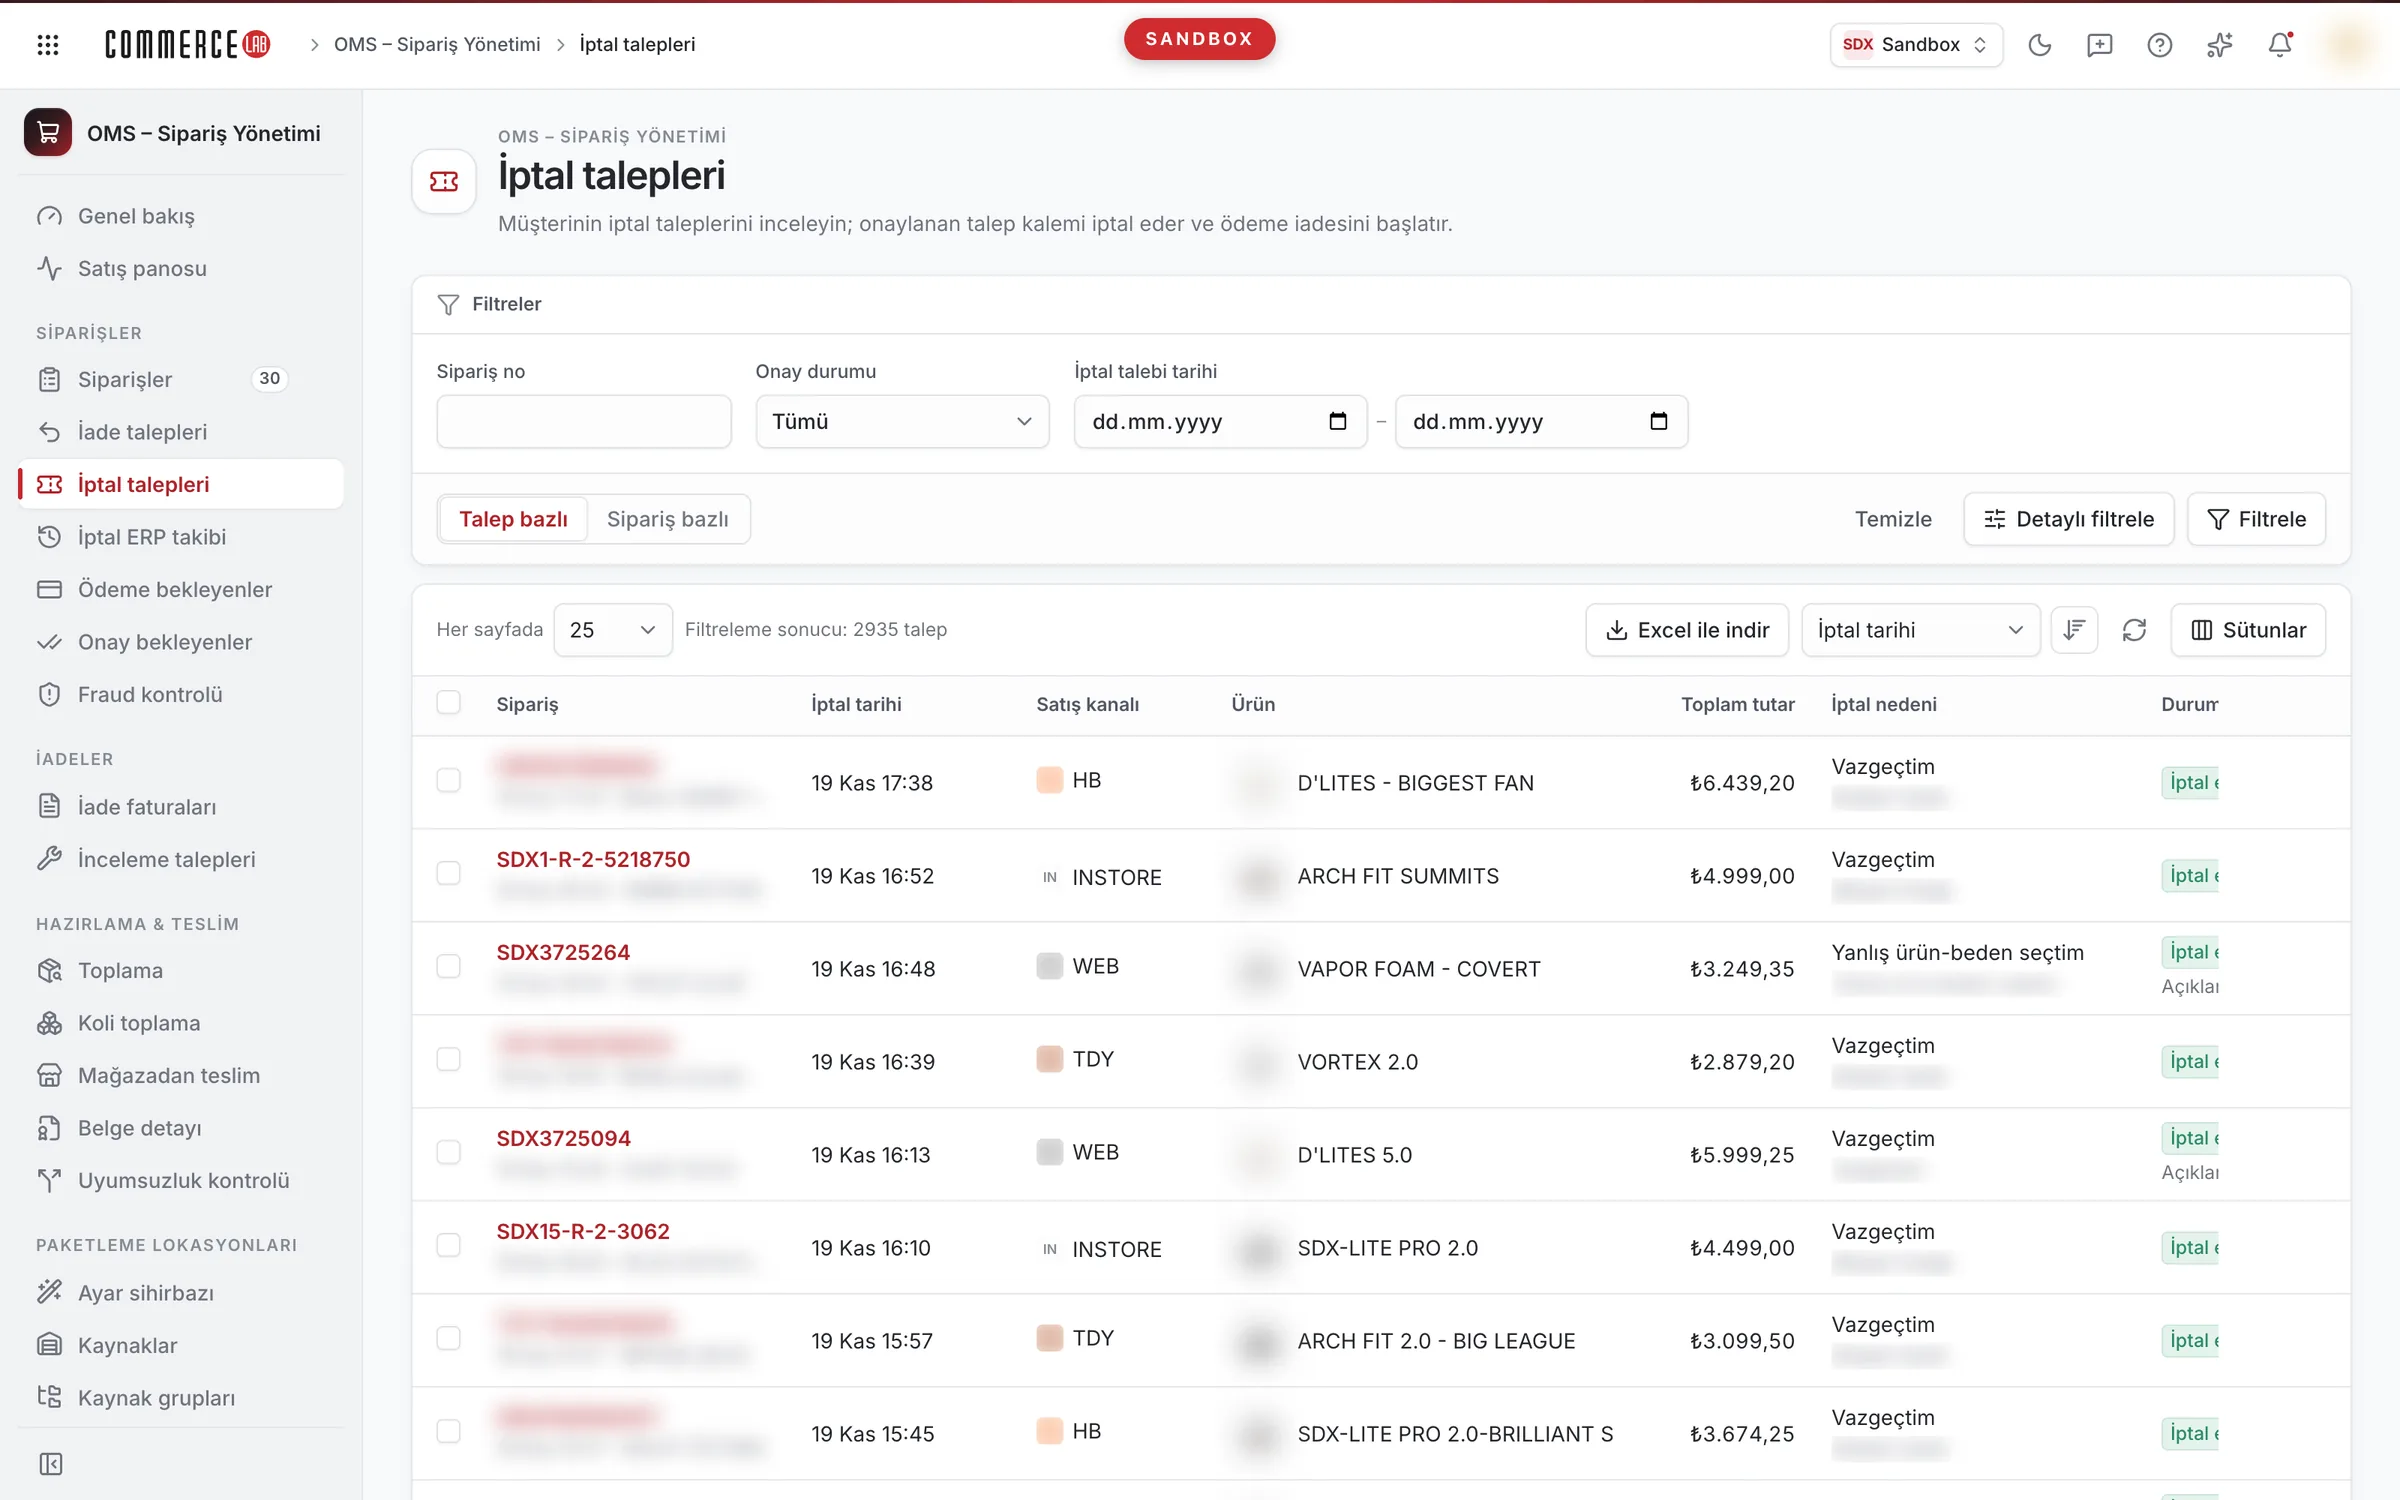 COMMERCE LAB
OMS – Sipariş Yönetimi
İptal talepleri
SANDBOX
SDX Sandbox
OMS – Sipariş Yönetimi
Genel bakış
Satış panosu
SİPARİŞLER
Siparişler 30
İade talepleri
İptal talepleri
İptal ERP takibi
Ödeme bekleyenler
Onay bekleyenler
Fraud kontrolü
İADELER
İade faturaları
İnceleme talepleri
HAZIRLAMA & TESLİM
Toplama
Koli toplama
Mağazadan teslim
Belge detayı
Uyumsuzluk kontrolü
PAKETLEME LOKASYONLARI
Ayar sihirbazı
Kaynaklar
Kaynak grupları
OMS – SİPARİŞ YÖNETİMİ
İptal talepleri
Müşterinin iptal taleplerini inceleyin; onaylanan talep kalemi iptal eder ve ödeme iadesini başlatır.
Filtreler
Sipariş no Onay durumu İptal talebi tarihi
Tümü dd.mm.yyyy – dd.mm.yyyy
Talep bazlı Sipariş bazlı Temizle Detaylı filtrele Filtrele
Her sayfada 25 Filtreleme sonucu: 2935 talep Excel ile indir İptal tarihi Sütunlar
Sipariş İptal tarihi Satış kanalı Ürün Toplam tutar İptal nedeni Durum
19 Kas 17:38 HB D'LITES - BIGGEST FAN ₺6.439,20 Vazgeçtim İptal e
SDX1-R-2-5218750 19 Kas 16:52 IN INSTORE ARCH FIT SUMMITS ₺4.999,00 Vazgeçtim İptal e
SDX3725264 19 Kas 16:48 WEB VAPOR FOAM - COVERT ₺3.249,35 Yanlış ürün-beden seçtim İptal e
Açıklar
19 Kas 16:39 TDY VORTEX 2.0 ₺2.879,20 Vazgeçtim İptal e
SDX3725094 19 Kas 16:13 WEB D'LITES 5.0 ₺5.999,25 Vazgeçtim İptal e
Açıklar
SDX15-R-2-3062 19 Kas 16:10 IN INSTORE SDX-LITE PRO 2.0 ₺4.499,00 Vazgeçtim İptal e
19 Kas 15:57 TDY ARCH FIT 2.0 - BIG LEAGUE ₺3.099,50 Vazgeçtim İptal e
19 Kas 15:45 HB SDX-LITE PRO 2.0-BRILLIANT S ₺3.674,25 Vazgeçtim İptal e